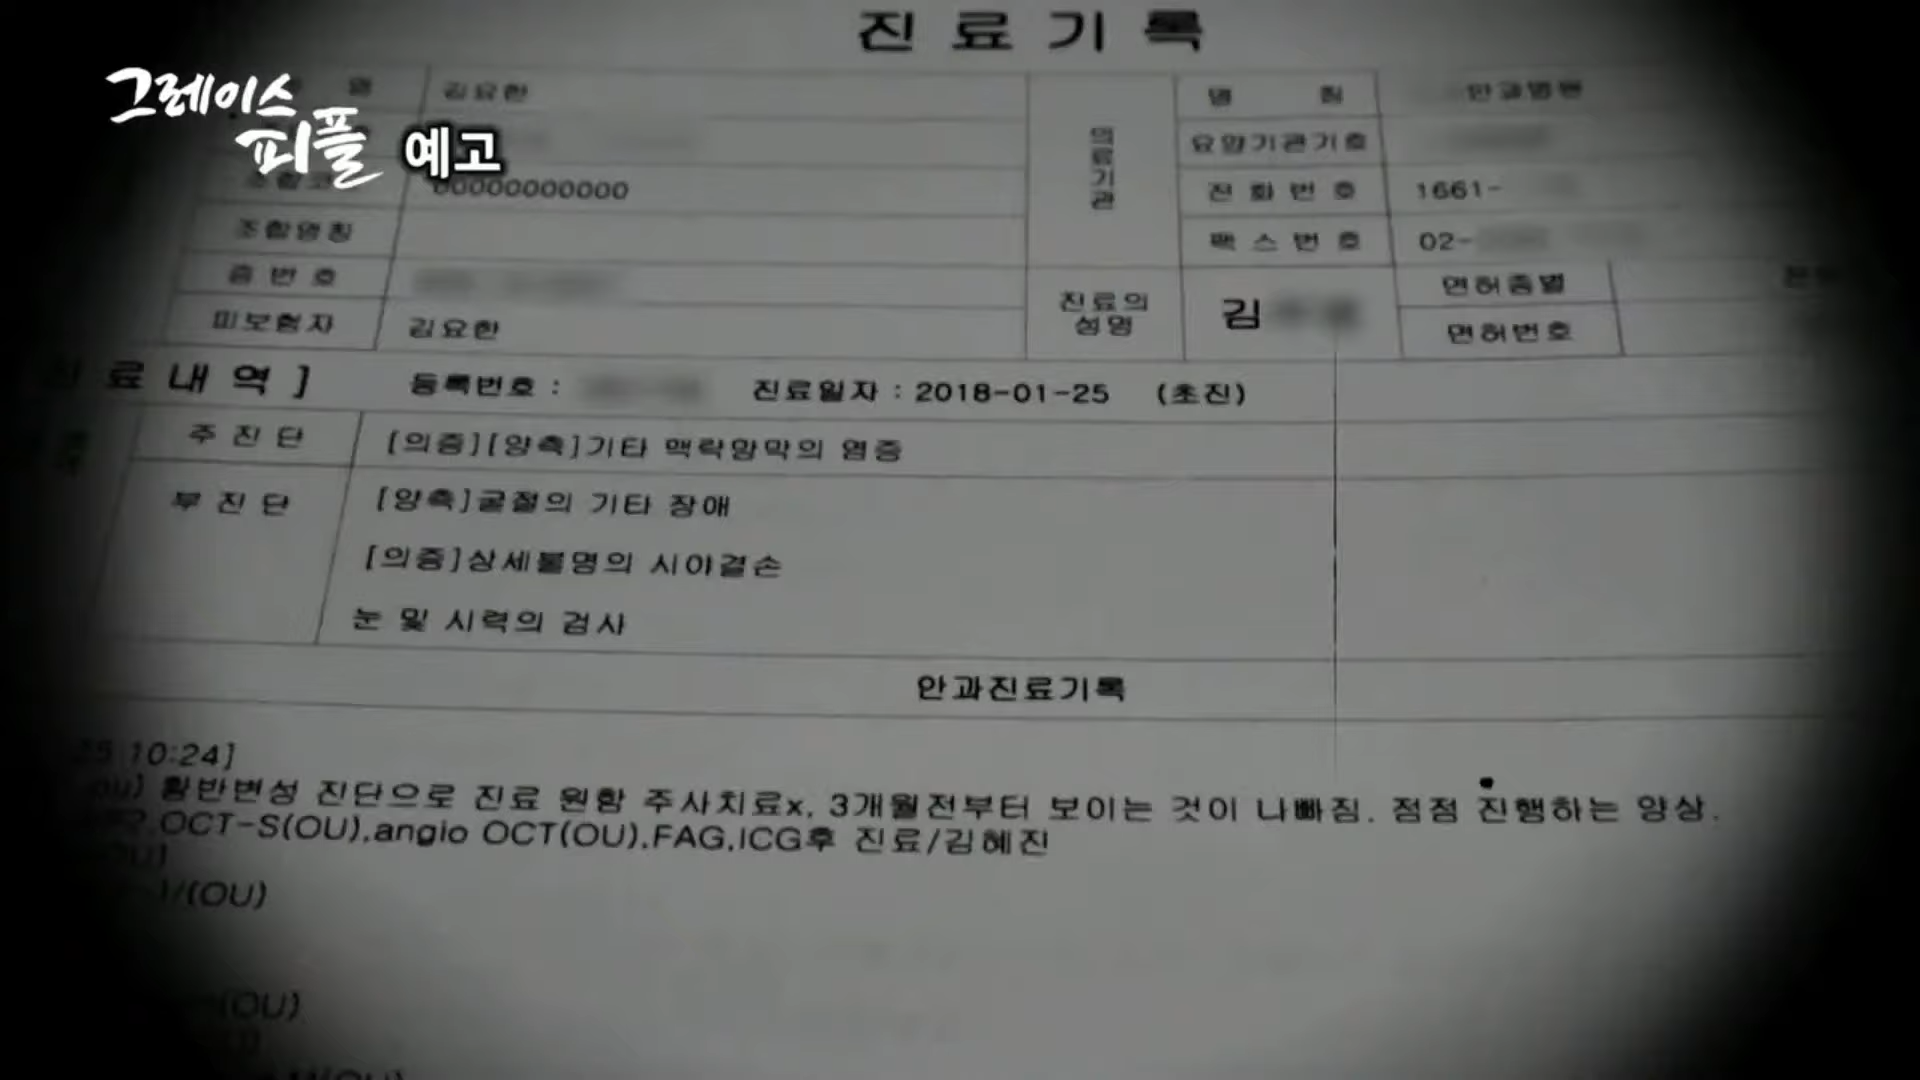 진료기록
그레이스
피플 예고
명 김요한
의료기관
명 칭 안과병원
요양기관기호
00000000000
전화번호 1661-
조합명칭
팩스번호 02-
증번호
진료의
성명
김
면허종별
피보험자 김요한
면허번호
료내역] 등록번호 : 진료일자 : 2018-01-25 (초진)
주진단 [의증][양측]기타 맥락망막의 염증
부진단 [양측]굴절의 기타 장애
[의증]상세불명의 시야결손
눈 및 시력의 검사
안과진료기록
10:24]
황반변성 진단으로 진료 원함 주사치료x, 3개월전부터 보이는 것이 나빠짐. 점점 진행하는 양상.
OCT-S(OU),angio OCT(OU),FAG,ICG후 진료/김혜진
(OU)
(OU)